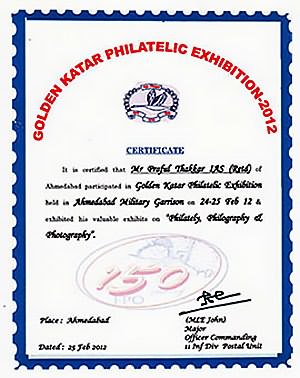 GOLDEN KATAR PHILATELIC EXHIBITION-2012
CERTIFICATE
It is certified that Mr Praful Thakkar IAS (Retd) of
Ahmedabad participated in Golden Katar Philatelic Exhibition
held in Ahmedabad Military Garrison on 24-25 Feb 12 &
exhibited his valuable exhibits on "Philately, Philography &
Photography".
150
Place : Ahmedabad
(MLE John)
Major
Officer Commanding
Dated : 25 Feb 2012
11 Inf Div Postal Unit